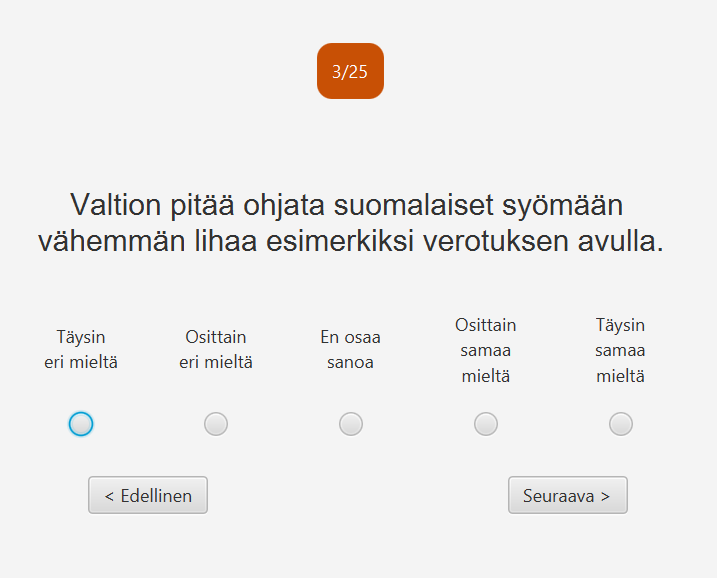 3/25
Valtion pitää ohjata suomalaiset syömään
vähemmän lihaa esimerkiksi verotuksen avulla.
Täysin
eri mieltä
Osittain
eri mieltä
En osaa
sanoa
Osittain
samaa
mieltä
Täysin
samaa
mieltä
< Edellinen
Seuraava >